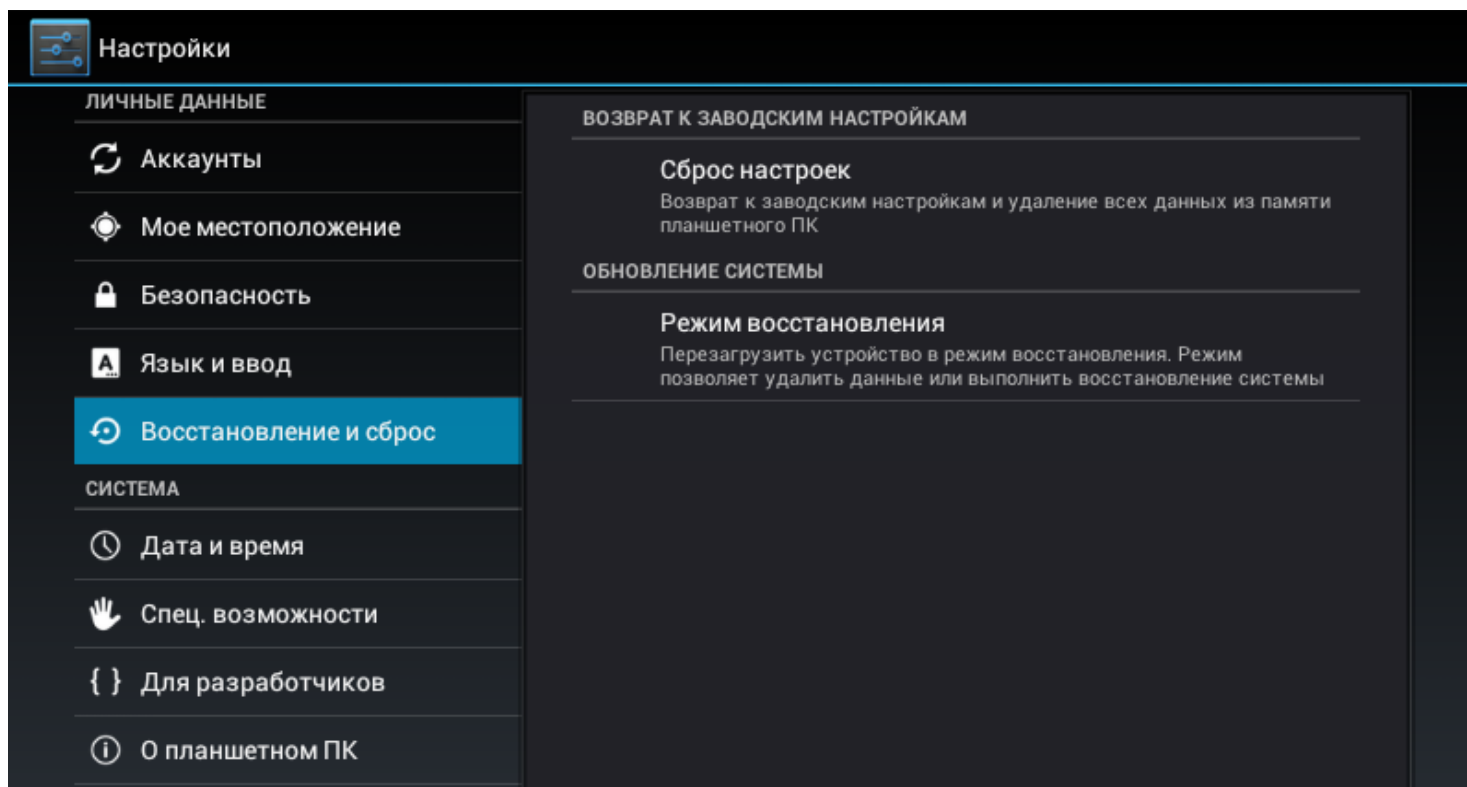 Настройки
ЛИЧНЫЕ ДАННЫЕ
Аккаунты
Мое местоположение
Безопасность
Язык и ввод
Восстановление и сброс
СИСТЕМА
Дата и время
Спец. возможности
Для разработчиков
О планшетном ПК
ВОЗВРАТ К ЗАВОДСКИМ НАСТРОЙКАМ
Сброс настроек
Возврат к заводским настройкам и удаление всех данных из памяти
планшетного ПК
ОБНОВЛЕНИЕ СИСТЕМЫ
Режим восстановления
Перезагрузить устройство в режим восстановления. Режим
позволяет удалить данные или выполнить восстановление системы